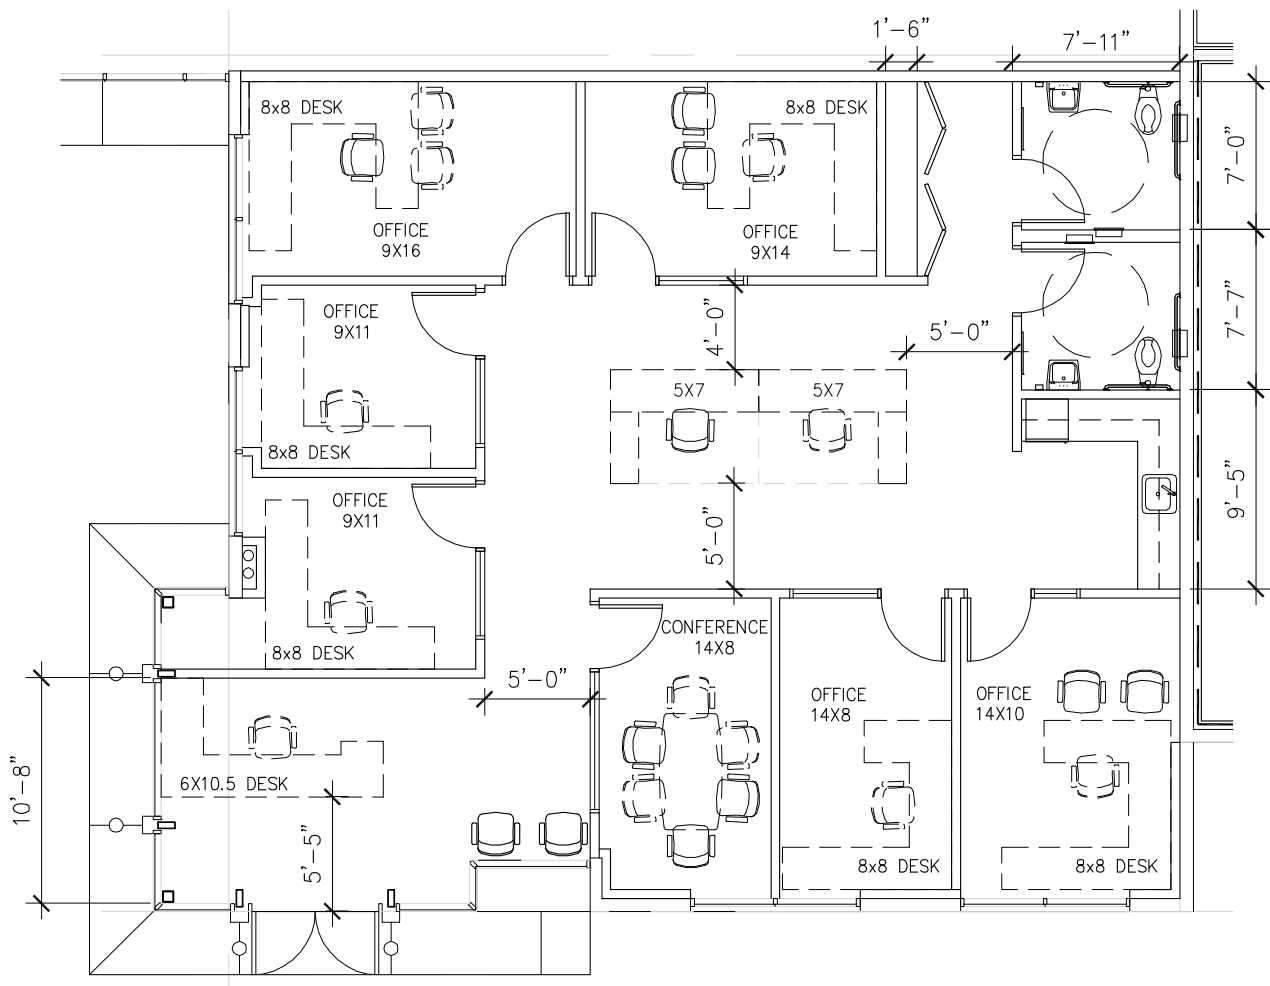 1'-6"
7'-11"
8x8 DESK
8x8 DESK
7'-0"
OFFICE
9X16
OFFICE
9X14
OFFICE
9X11
4'-0"
5'-0"
7'-7"
5X7
5X7
8x8 DESK
OFFICE
9X11
5'-0"
9'-5"
CONFERENCE
14X8
8x8 DESK
5'-0"
OFFICE
14X8
OFFICE
14X10
10'-8"
6X10.5 DESK
5'-5"
8x8 DESK
8x8 DESK